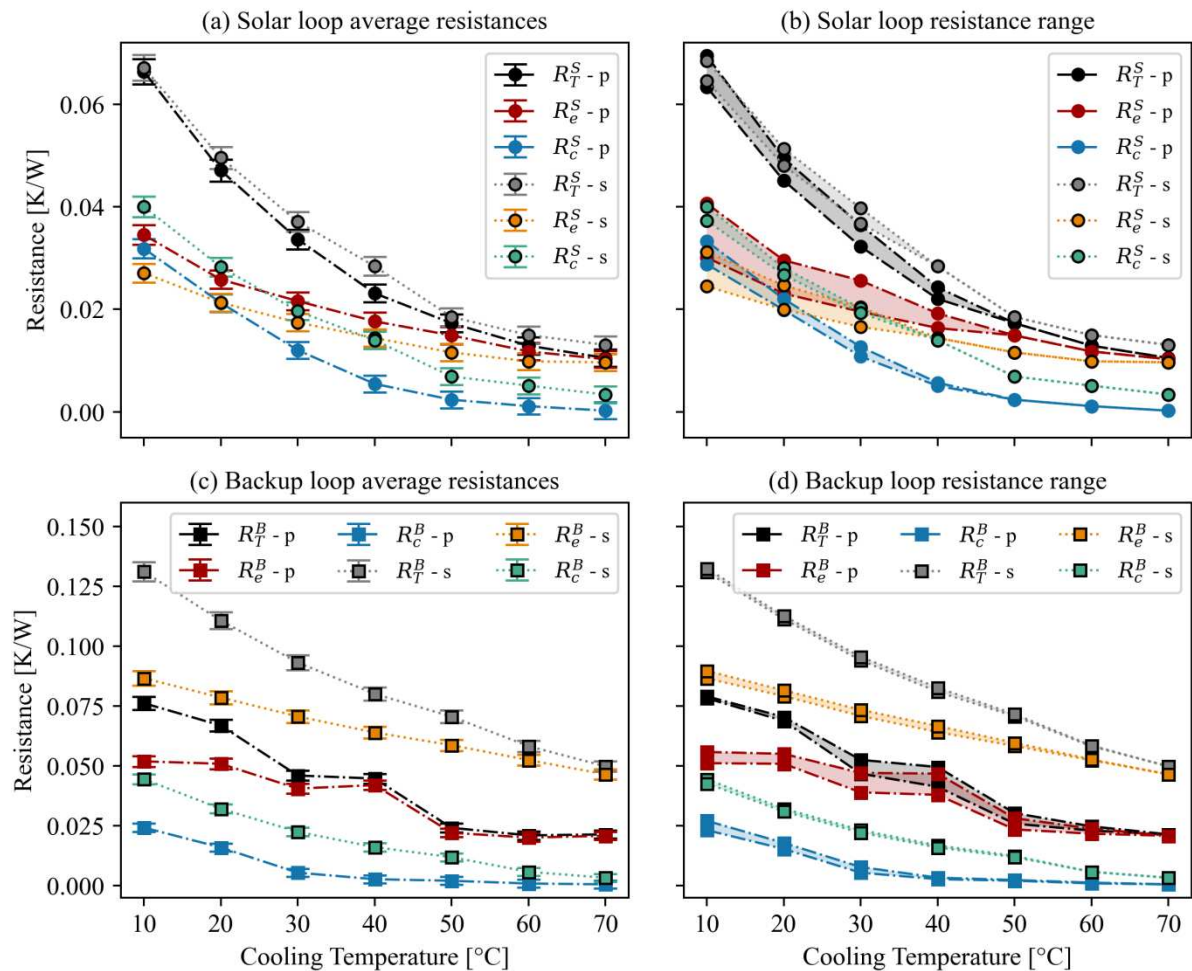 (a) Solar loop average resistances
(b) Solar loop resistance range
Resistance [K/W]
0.06
0.04
0.02
0.00
R_T^S - p
R_e^S - p
R_c^S - p
R_T^S - s
R_e^S - s
R_c^S - s
R_T^S - p
R_e^S - p
R_c^S - p
R_T^S - s
R_e^S - s
R_c^S - s
(c) Backup loop average resistances
(d) Backup loop resistance range
Resistance [K/W]
0.150
0.125
0.100
0.075
0.050
0.025
0.000
R_T^B - p R_c^B - p R_e^B - s
R_e^B - p R_T^B - s R_c^B - s
R_T^B - p R_c^B - p R_e^B - s
R_e^B - p R_T^B - s R_c^B - s
10 20 30 40 50 60 70
10 20 30 40 50 60 70
Cooling Temperature [°C]
Cooling Temperature [°C]